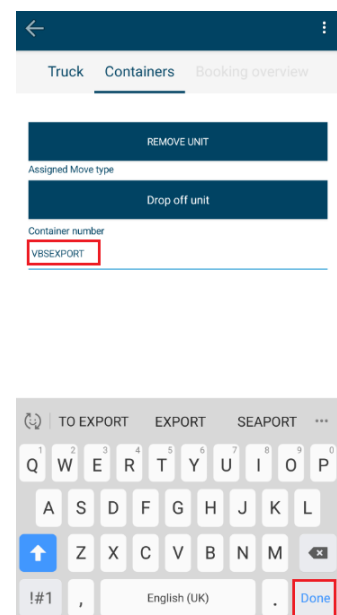 Truck Containers Booking overview
REMOVE UNIT
Assigned Move type
Drop off unit
Container number
VBSEXPORT
TO EXPORT EXPORT SEAPORT
1 2 3 4 5 6 7 8 9 0
Q W E R T Y U I O P
A S D F G H J K L
Z X C V B N M
!#1 , English (UK) . Done